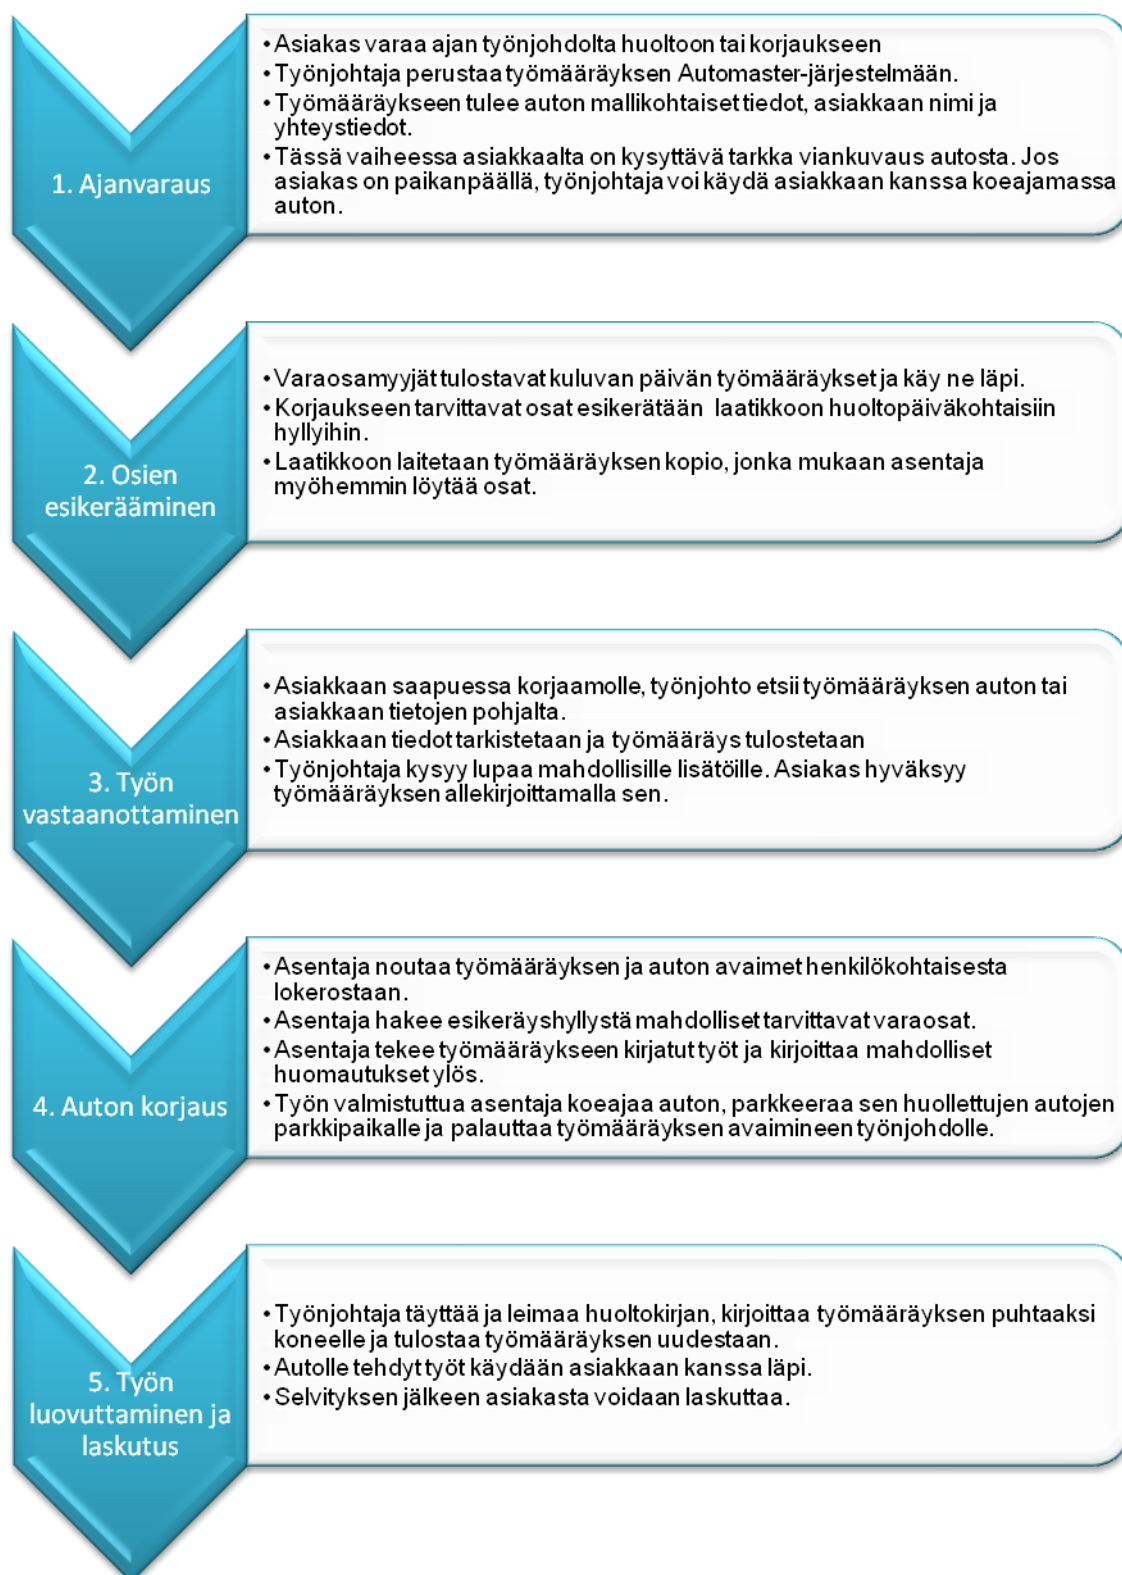 1. Ajanvaraus
• Asiakas varaa ajan työnjohdolta huoltoon tai korjaukseen
• Työnjohtaja perustaa työmääräyksen Automaster-järjestelmään.
• Työmääräykseen tulee auton mallikohtaiset tiedot, asiakkaan nimi ja
yhteystiedot.
• Tässä vaiheessa asiakkaalta on kysyttävä tarkka viankuvaus autosta. Jos
asiakas on paikanpäällä, työnjohtaja voi käydä asiakkaan kanssa koeajamassa
auton.
2. Osien
esikerääminen
• Varaosamyyjät tulostavat kuluvan päivän työmääräykset ja käy ne läpi.
• Korjaukseen tarvittavat osat esikerätään laatikkoon huoltopäiväkohtaisiin
hyllyihin.
• Laatikkoon laitetaan työmääräyksen kopio, jonka mukaan asentaja
myöhemmin löytää osat.
3. Työn
vastaanottaminen
• Asiakkaan saapuessa korjaamolle, työnjohto etsii työmääräyksen auton tai
asiakkaan tietojen pohjalta.
• Asiakkaan tiedot tarkistetaan ja työmääräys tulostetaan
• Työnjohtaja kysyy lupaa mahdollisille lisätöille. Asiakas hyväksyy
työmääräyksen allekirjoittamalla sen.
4. Auton korjaus
• Asentaja noutaa työmääräyksen ja auton avaimet henkilökohtaisesta
lokerostaan.
• Asentaja hakee esikeräyshyllystä mahdolliset tarvittavat varaosat.
• Asentaja tekee työmääräykseen kirjatut työt ja kirjoittaa mahdolliset
huomautukset ylös.
• Työn valmistuttua asentaja koeajaa auton, parkkeeraa sen huollettujen autojen
parkkipaikalle ja palauttaa työmääräyksen avaimineen työnjohdolle.
5. Työn
luovuttaminen ja
laskutus
• Työnjohtaja täyttää ja leimaa huoltokirjan, kirjoittaa työmääräyksen puhtaaksi
koneelle ja tulostaa työmääräyksen uudestaan.
• Autolle tehdyt työt käydään asiakkaan kanssa läpi.
• Selvityksen jälkeen asiakasta voidaan laskuttaa.